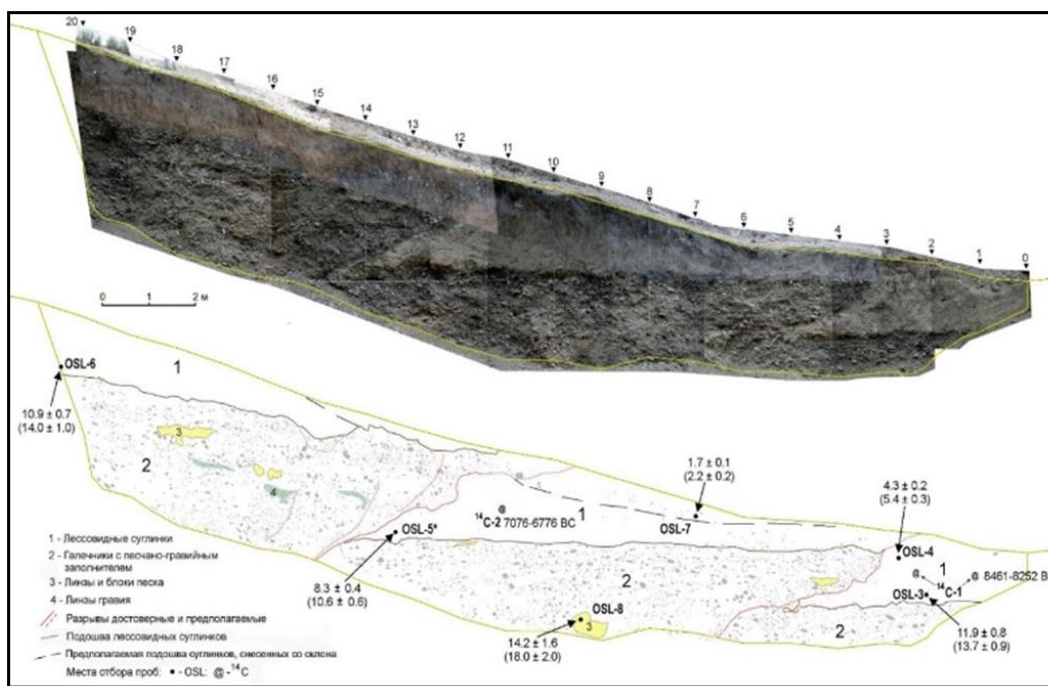 20
19
18
17
16
15
14
13
12
11
10
9
8
7
6
5
4
3
2
1
0
0 1 2 м
OSL-6
1
10.9 ± 0.7
(14.0 ± 1.0)
3
2
4
1.7 ± 0.1
(2.2 ± 0.2)
4.3 ± 0.2
(5.4 ± 0.3)
@
¹⁴C-2 7076-6776 BC
1
OSL-7
OSL-5*
OSL-4
1
@ @ 8461-8252 B
¹⁴C-1
OSL-3
8.3 ± 0.4
(10.6 ± 0.6)
2
OSL-8
3
2
14.2 ± 1.6
(18.0 ± 2.0)
11.9 ± 0.8
(13.7 ± 0.9)
1 - Лессовидные суглинки
2 - Галечники с песчано-гравийным
заполнителем
3 - Линзы и блоки песка
4 - Линзы гравия
Разрывы достоверные и предполагаемые
Подошва лессовидных суглинков
Предполагаемая подошва суглинков, снесенных со склона
Места отбора проб: • - OSL: @ - ¹⁴C